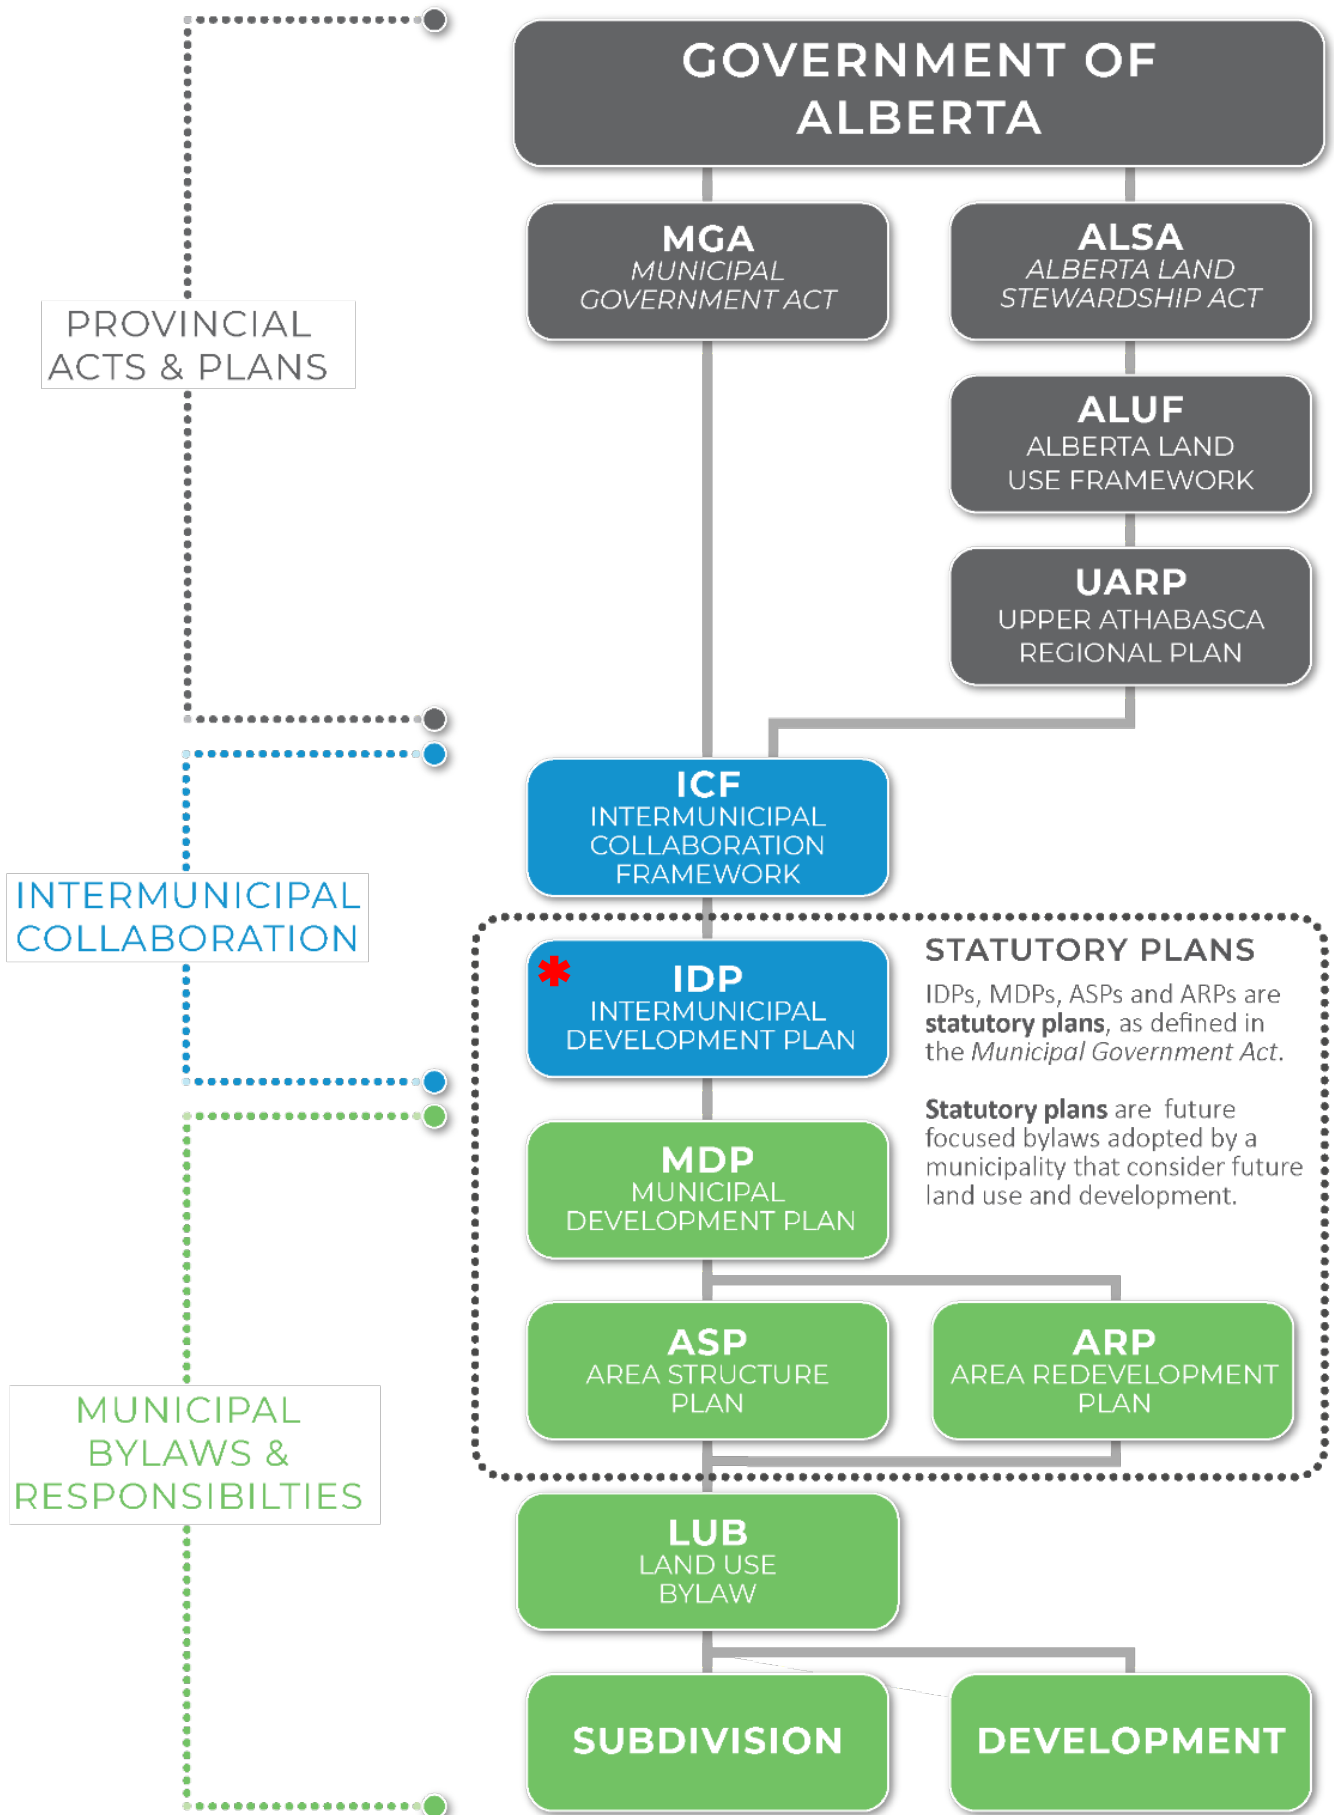 GOVERNMENT OF
ALBERTA
MGA
MUNICIPAL
GOVERNMENT ACT
ALSA
ALBERTA LAND
STEWARDSHIP ACT
PROVINCIAL
ACTS & PLANS
ALUF
ALBERTA LAND
USE FRAMEWORK
UARP
UPPER ATHABASCA
REGIONAL PLAN
ICF
INTERMUNICIPAL
COLLABORATION
FRAMEWORK
INTERMUNICIPAL
COLLABORATION
* IDP
INTERMUNICIPAL
DEVELOPMENT PLAN
STATUTORY PLANS
IDPs, MDPs, ASPs and ARPs are
statutory plans, as defined in
the Municipal Government Act.
Statutory plans are future
focused bylaws adopted by a
municipality that consider future
land use and development.
MDP
MUNICIPAL
DEVELOPMENT PLAN
ASP
AREA STRUCTURE
PLAN
ARP
AREA REDEVELOPMENT
PLAN
MUNICIPAL
BYLAWS &
RESPONSIBILTIES
LUB
LAND USE
BYLAW
SUBDIVISION
DEVELOPMENT